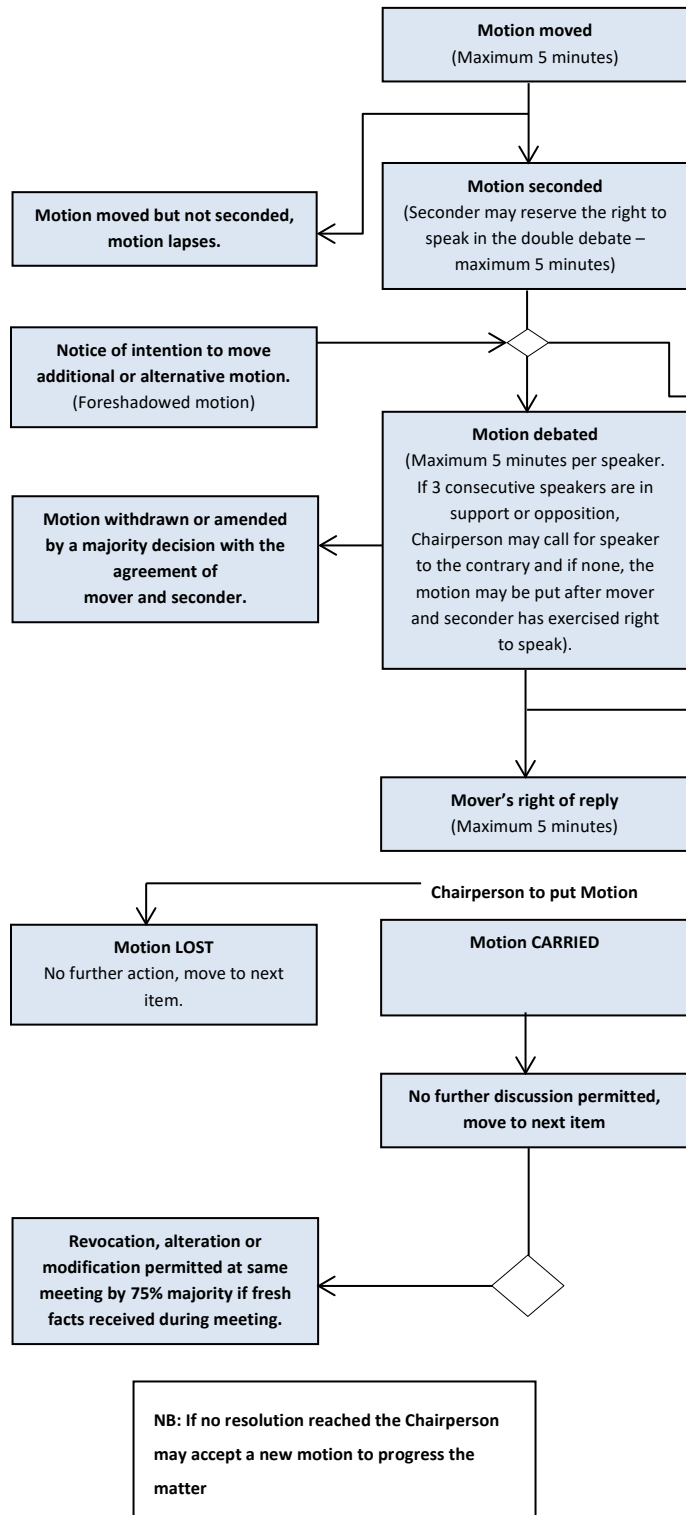 Motion moved
(Maximum 5 minutes)
Motion seconded
(Seconder may reserve the right to
speak in the double debate –
maximum 5 minutes)
Motion moved but not seconded,
motion lapses.
Notice of intention to move
additional or alternative motion.
(Foreshadowed motion)
Motion debated
(Maximum 5 minutes per speaker.
If 3 consecutive speakers are in
support or opposition,
Chairperson may call for speaker
to the contrary and if none, the
motion may be put after mover
and seconder has exercised right
to speak).
Motion withdrawn or amended
by a majority decision with the
agreement of
mover and seconder.
Mover’s right of reply
(Maximum 5 minutes)
Chairperson to put Motion
Motion LOST
No further action, move to next
item.
Motion CARRIED
No further discussion permitted,
move to next item
Revocation, alteration or
modification permitted at same
meeting by 75% majority if fresh
facts received during meeting.
NB: If no resolution reached the Chairperson
may accept a new motion to progress the
matter